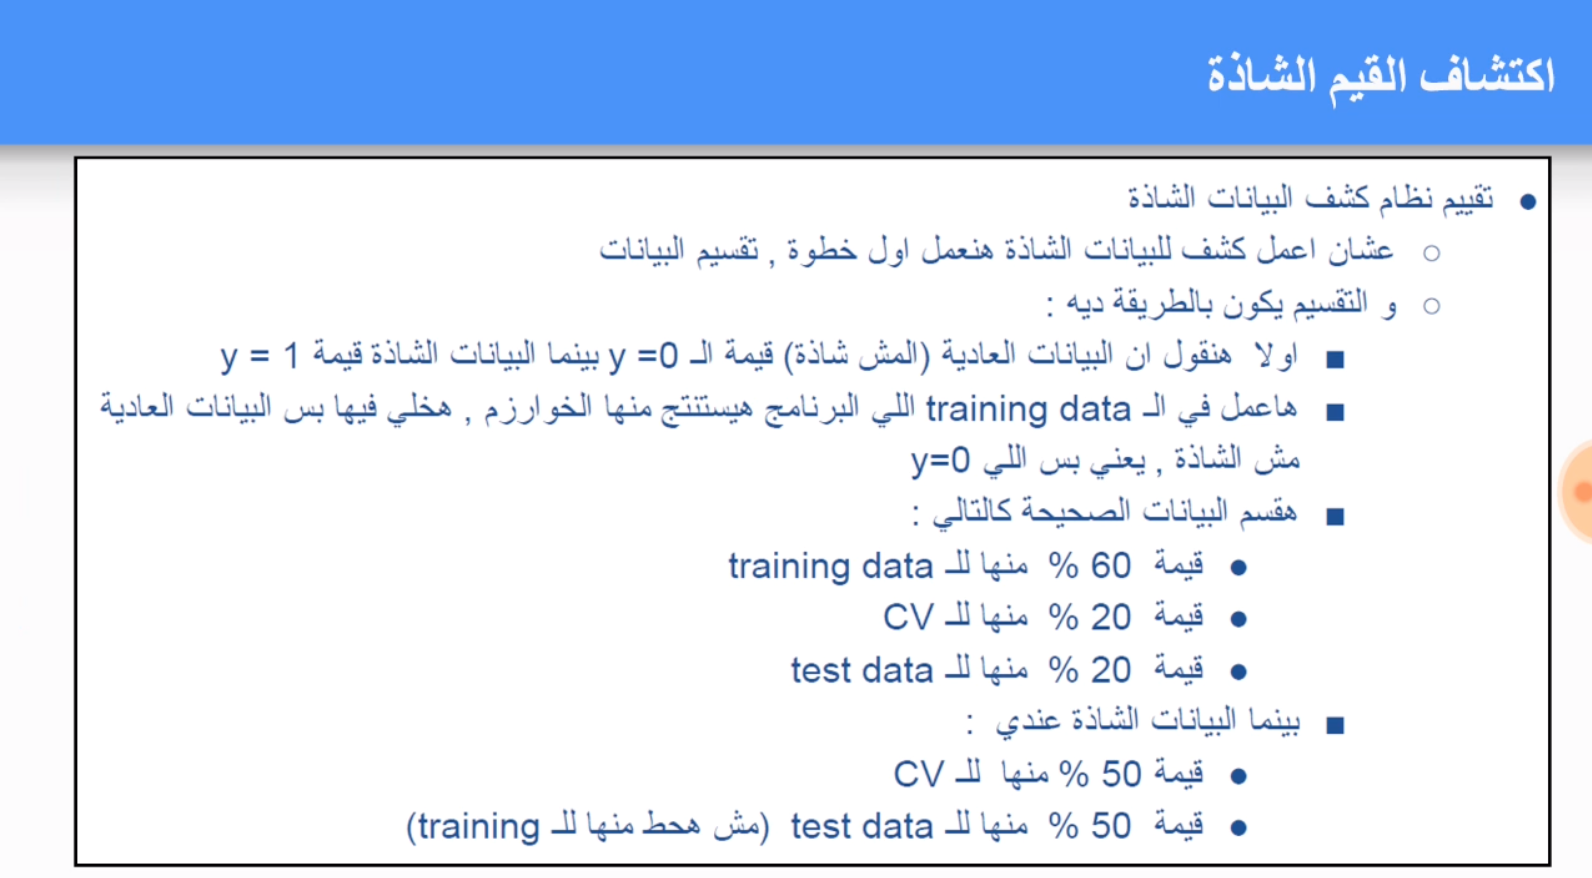 اكتشاف القيم الشاذة
● تقييم نظام كشف البيانات الشاذة
○ عشان اعمل كشف للبيانات الشاذة هنعمل اول خطوة , تقسيم البيانات
○ و التقسيم يكون بالطريقة ديه :
■ اولا هنقول ان البيانات العادية (المش شاذة) قيمة الـ y =0 بينما البيانات الشاذة قيمة y = 1
■ هاعمل في الـ training data اللي البرنامج هيستنتج منها الخوارزم , هخلي فيها بس البيانات العادية
مش الشاذة , يعني بس اللي y=0
■ هقسم البيانات الصحيحة كالتالي :
● قيمة 60 % منها للـ training data
● قيمة 20 % منها للـ CV
● قيمة 20 % منها للـ test data
■ بينما البيانات الشاذة عندي :
● قيمة 50 % منها للـ CV
● قيمة 50 % منها للـ test data (مش هحط منها للـ training)